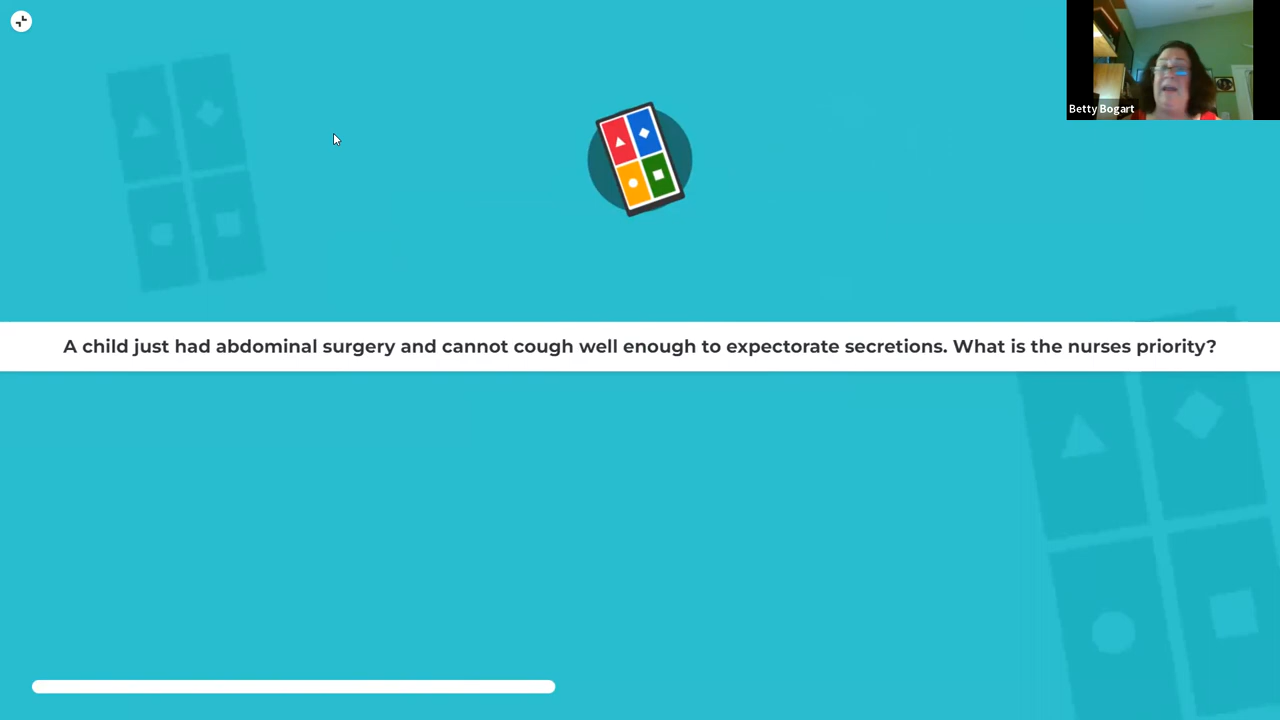 Betty Bogart
A child just had abdominal surgery and cannot cough well enough to expectorate secretions. What is the nurses priority?